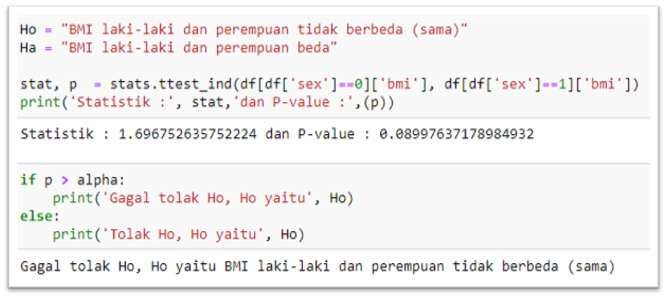 Ho = "BMI laki-laki dan perempuan tidak berbeda (sama)"
Ha = "BMI laki-laki dan perempuan beda"
stat, p  = stats.ttest_ind(df[df['sex']==0]['bmi'], df[df['sex']==1]['bmi'])
print('Statistik :', stat,'dan P-value :',(p))
Statistik : 1.696752635752224 dan P-value : 0.08997637178984932
if p > alpha:
    print('Gagal tolak Ho, Ho yaitu', Ho)
else:
    print('Tolak Ho, Ho yaitu', Ho)
Gagal tolak Ho, Ho yaitu BMI laki-laki dan perempuan tidak berbeda (sama)